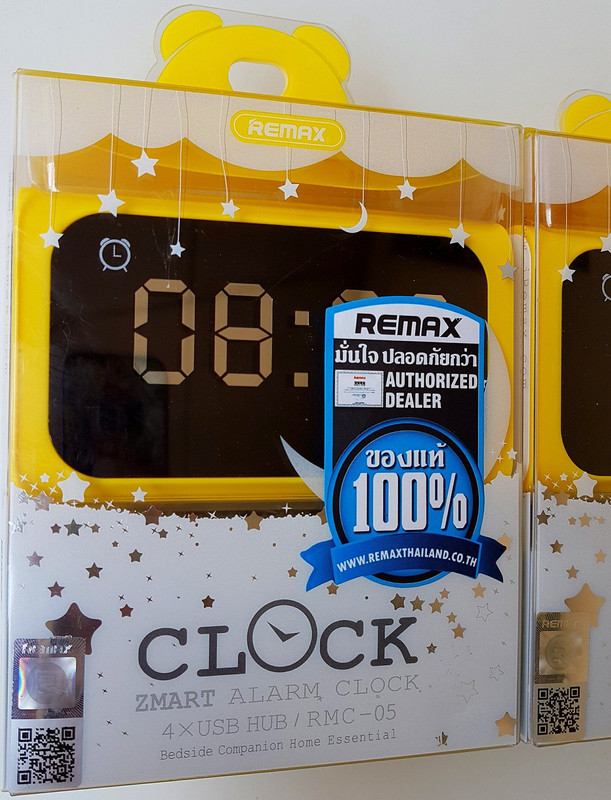 REMAX
08:
REMAX
มั่นใจ ปลอดภัยกว่า
AUTHORIZED
DEALER
ของแท้
100%
WWW.REMAXTHAILAND.CO.TH
CLOCK
ZMART ALARM CLOCK
4×USB HUB / RMC-05
Bedside Companion Home Essential